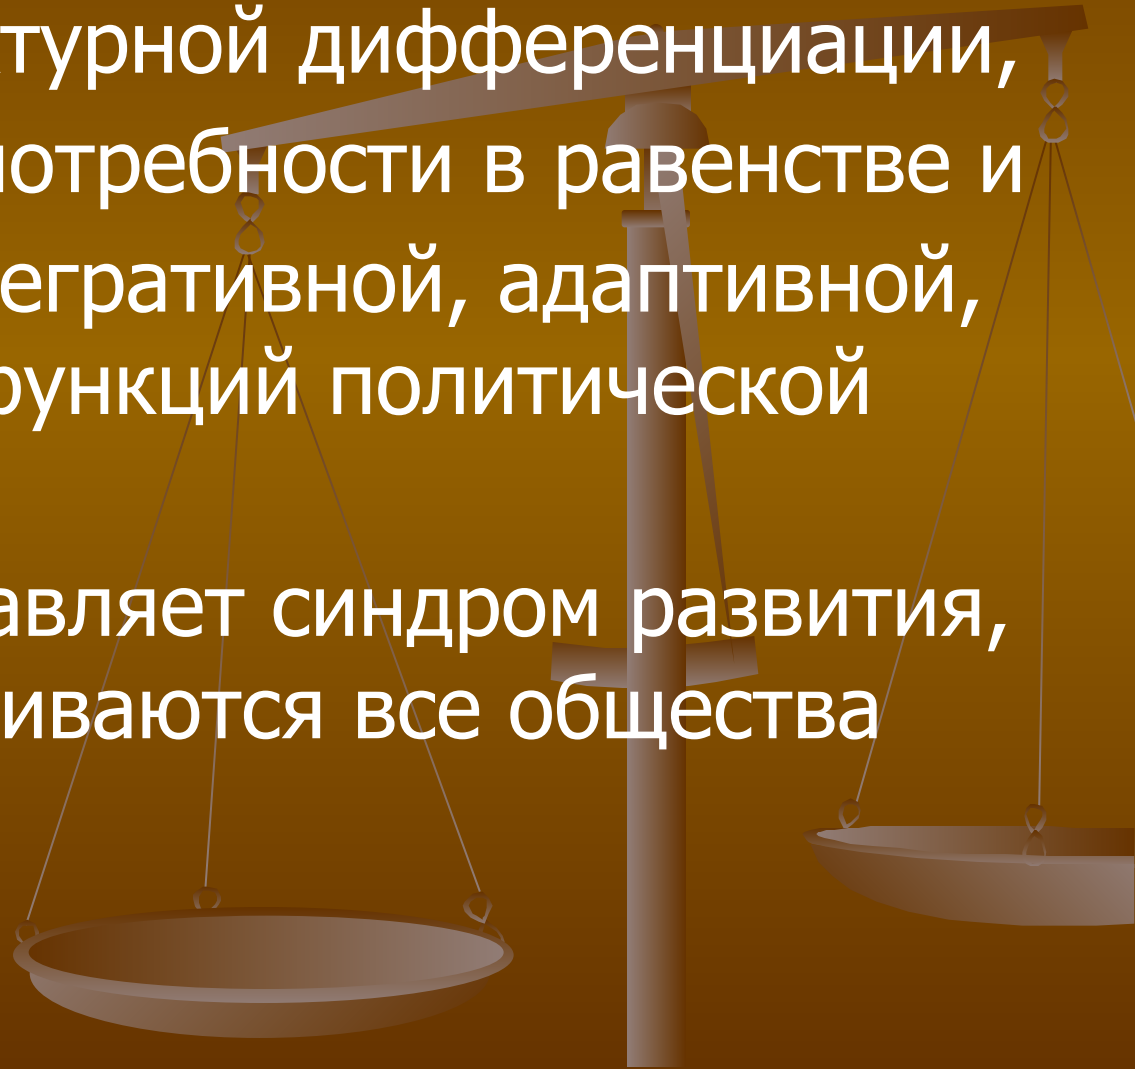 турной дифференциации,
потребности в равенстве и
егративной, адаптивной,
функций политической
авляет синдром развития,
иваются все общества